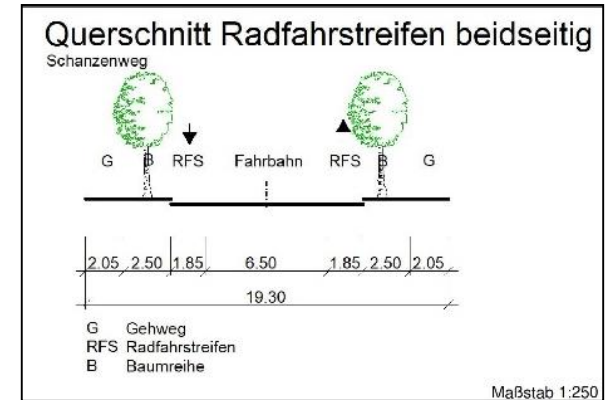 Querschnitt Radfahrstreifen beidseitig
Schanzenweg
G B RFS Fahrbahn RFS B G
2.05 2.50 1.85 6.50 1.85 2.50 2.05
19.30
G Gehweg
RFS Radfahrstreifen
B Baumreihe
Maßstab 1:250